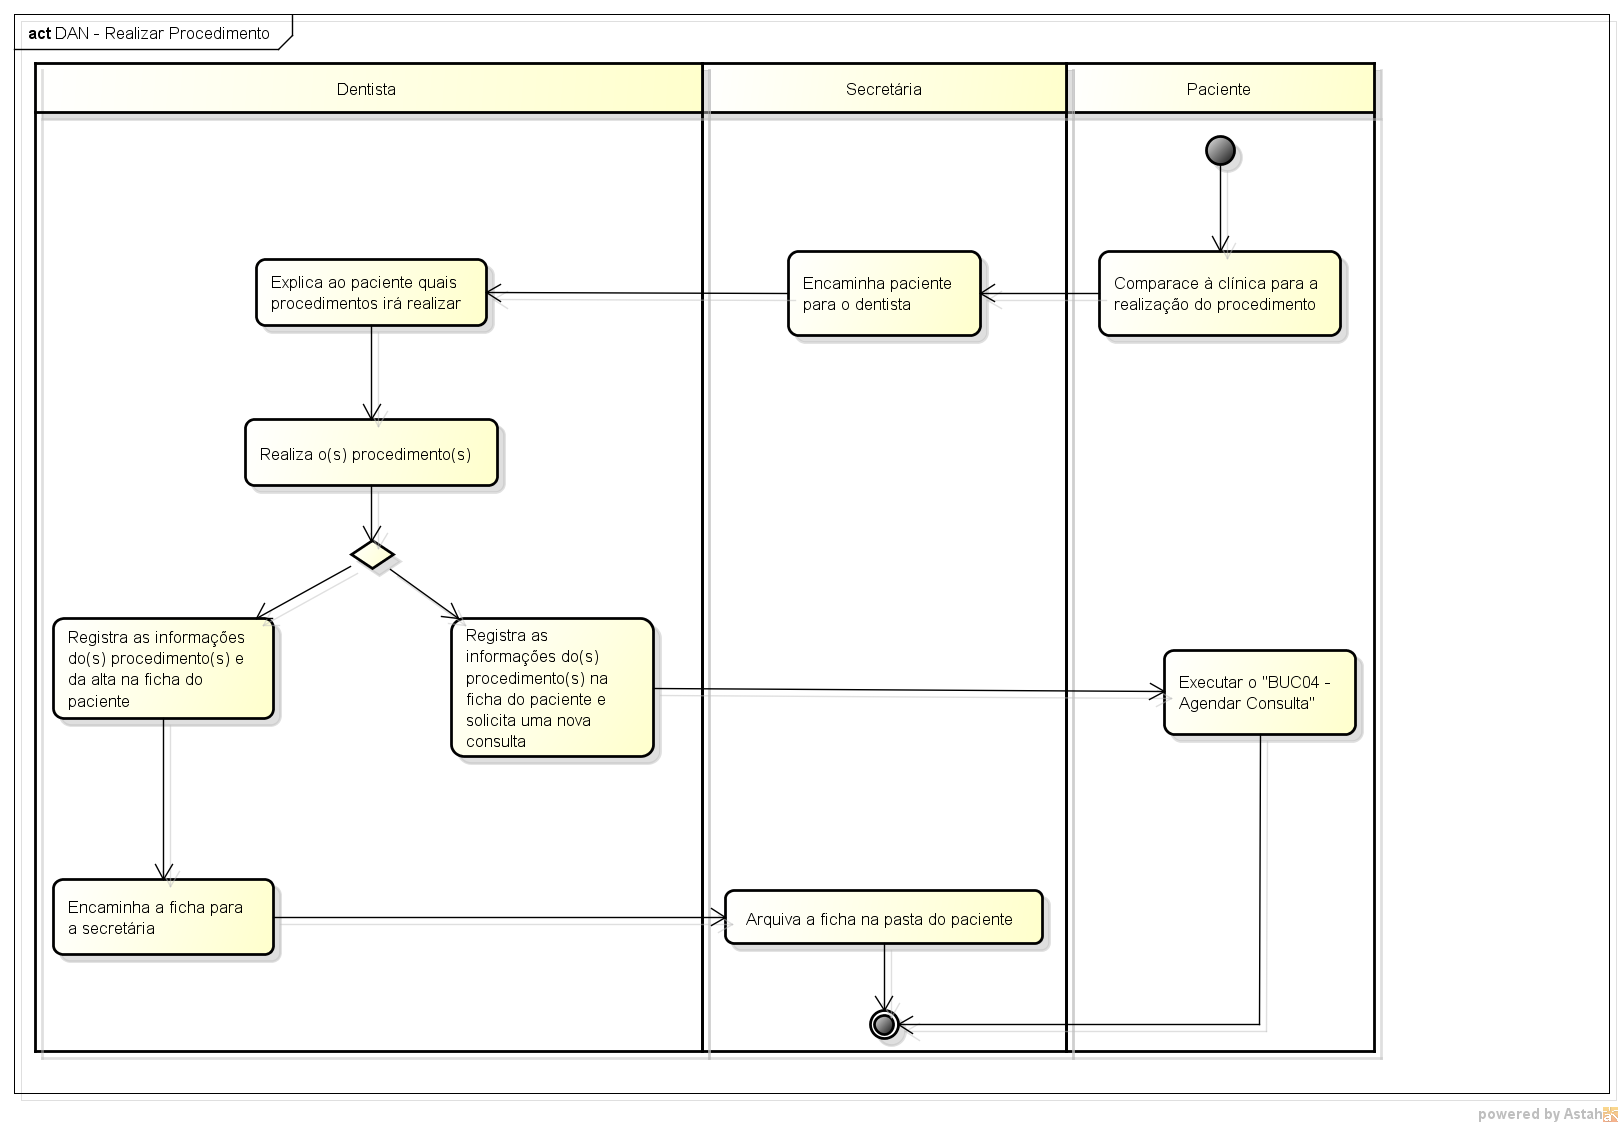 act DAN - Realizar Procedimento
Dentista
Secretária
Paciente
Explica ao paciente quais
procedimentos irá realizar
Encaminha paciente
para o dentista
Comparace à clínica para a
realização do procedimento
Realiza o(s) procedimento(s)
Registra as informações
do(s) procedimento(s) e
da alta na ficha do
paciente
Registra as
informações do(s)
procedimento(s) na
ficha do paciente e
solicita uma nova
consulta
Executar o "BUC04 -
Agendar Consulta"
Encaminha a ficha para
a secretária
Arquiva a ficha na pasta do paciente
powered by Astah